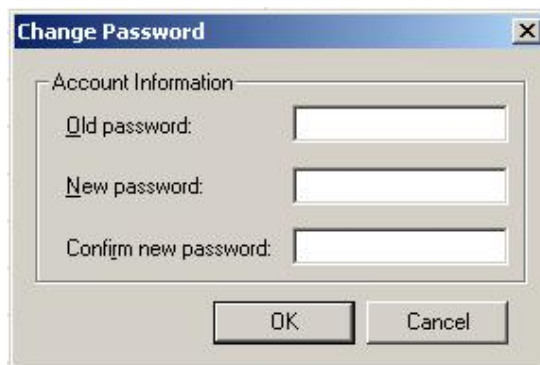 Change Password
Account Information
Old password:
New password:
Confirm new password:
OK
Cancel